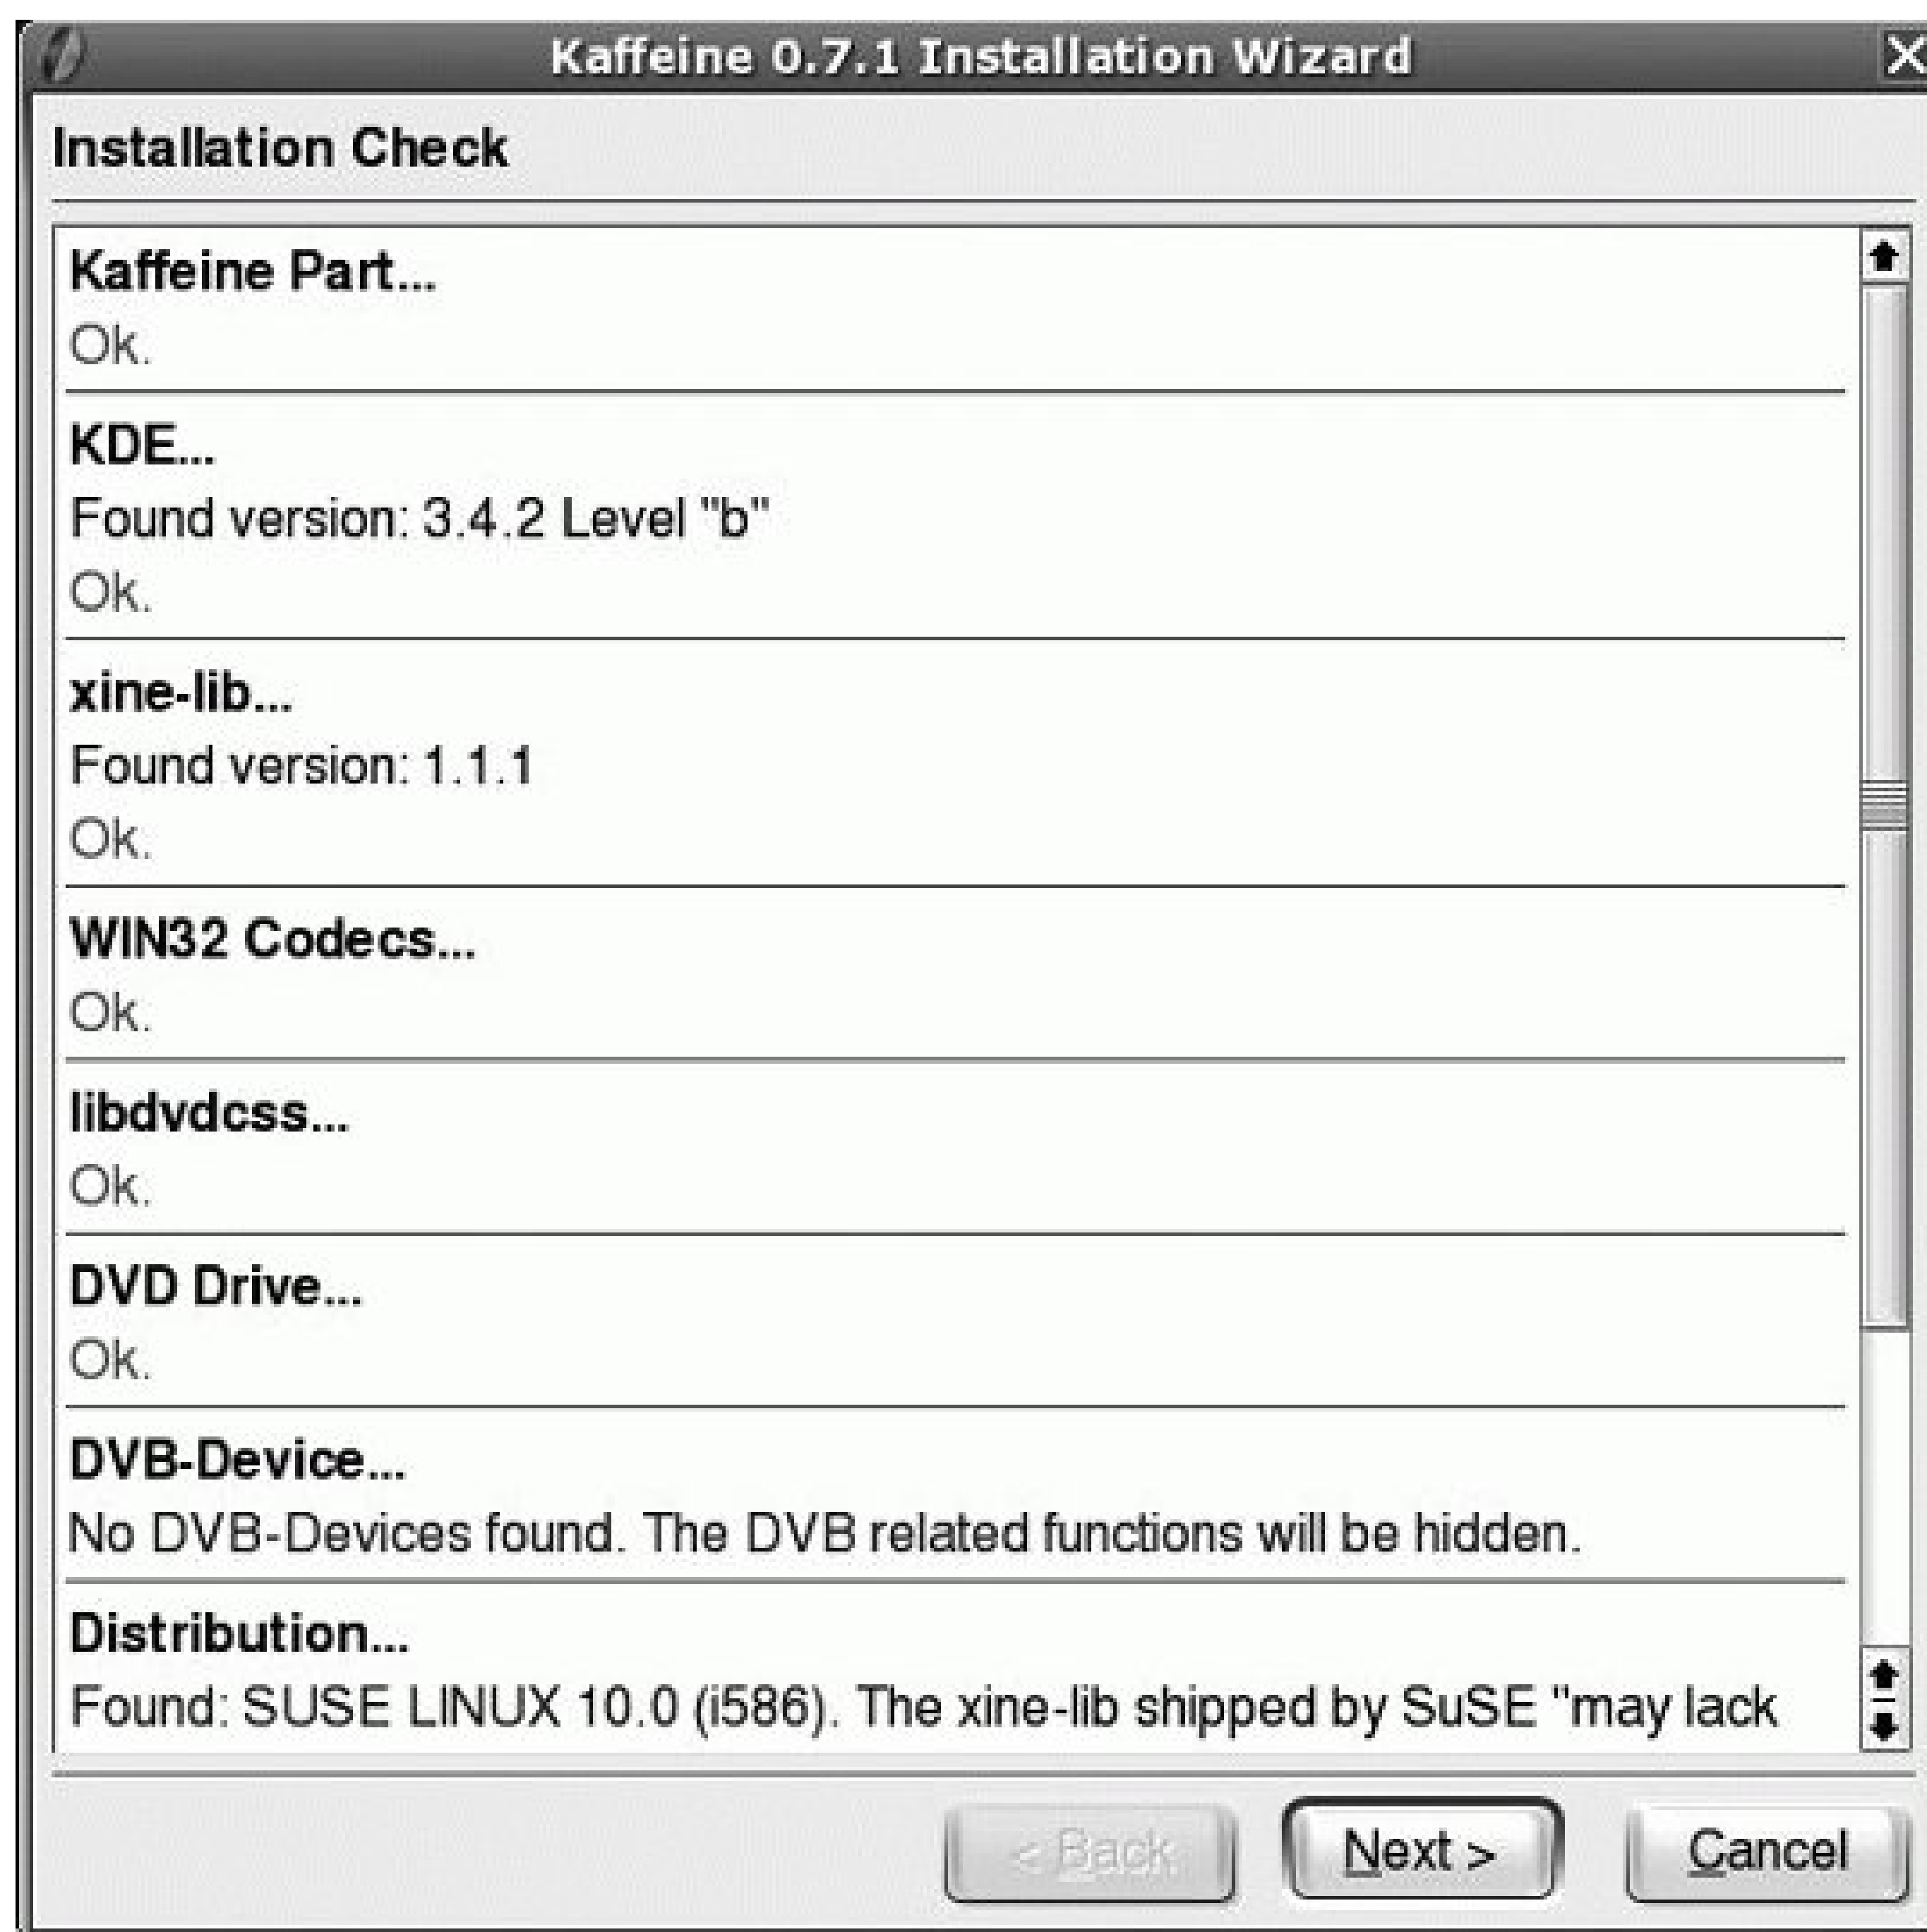 Kaffeine 0.7.1 Installation Wizard
Installation Check
Kaffeine Part...
Ok.
KDE...
Found version: 3.4.2 Level "b"
Ok.
xine-lib...
Found version: 1.1.1
Ok.
WIN32 Codecs...
Ok.
libdvdcss...
Ok.
DVD Drive...
Ok.
DVB-Device...
No DVB-Devices found. The DVB related functions will be hidden.
Distribution...
Found: SUSE LINUX 10.0 (i586). The xine-lib shipped by SuSE "may lack
< Back Next > Cancel